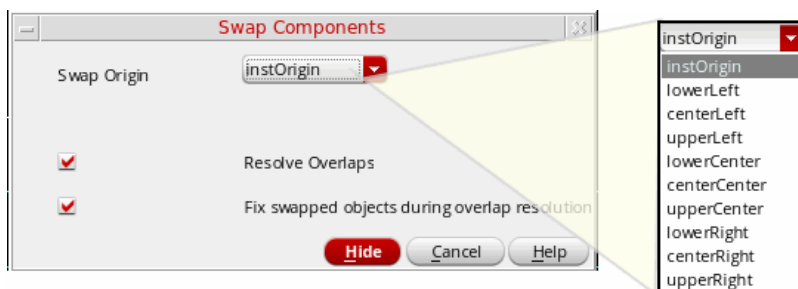 Swap Components
Swap Origin
instOrigin
Resolve Overlaps
Fix swapped objects during overlap resolution
Hide Cancel Help
instOrigin
instOrigin
lowerLeft
centerLeft
upperLeft
lowerCenter
centerCenter
upperCenter
lowerRight
centerRight
upperRight